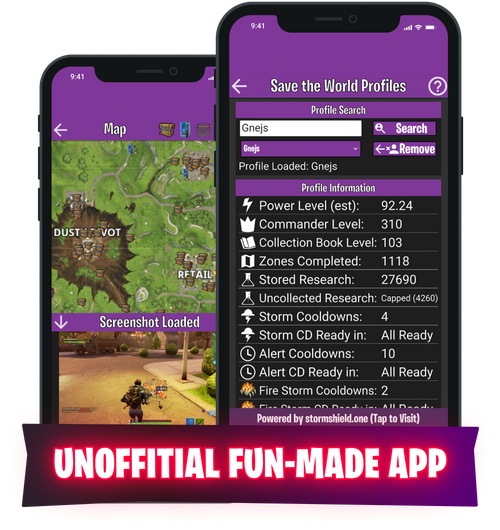 9:41
Map
DUST
VOT
RETAIL
Screenshot Loaded
9:41
Save the World Profiles
Profile Search
Gnejs
Search
Gnejs
Remove
Profile Loaded: Gnejs
Profile Information
Power Level (est): 92.24
Commander Level: 310
Collection Book Level: 103
Zones Completed: 1118
Stored Research: 27690
Uncollected Research: Capped (4260)
Storm Cooldowns: 4
Storm CD Ready in: All Ready
Alert Cooldowns: 10
Alert CD Ready in: All Ready
Fire Storm Cooldowns: 2
Fire Storm CD Ready in: All Ready
Powered by stormshield.one (Tap to Visit)
UNOFFITIAL FUN-MADE APP